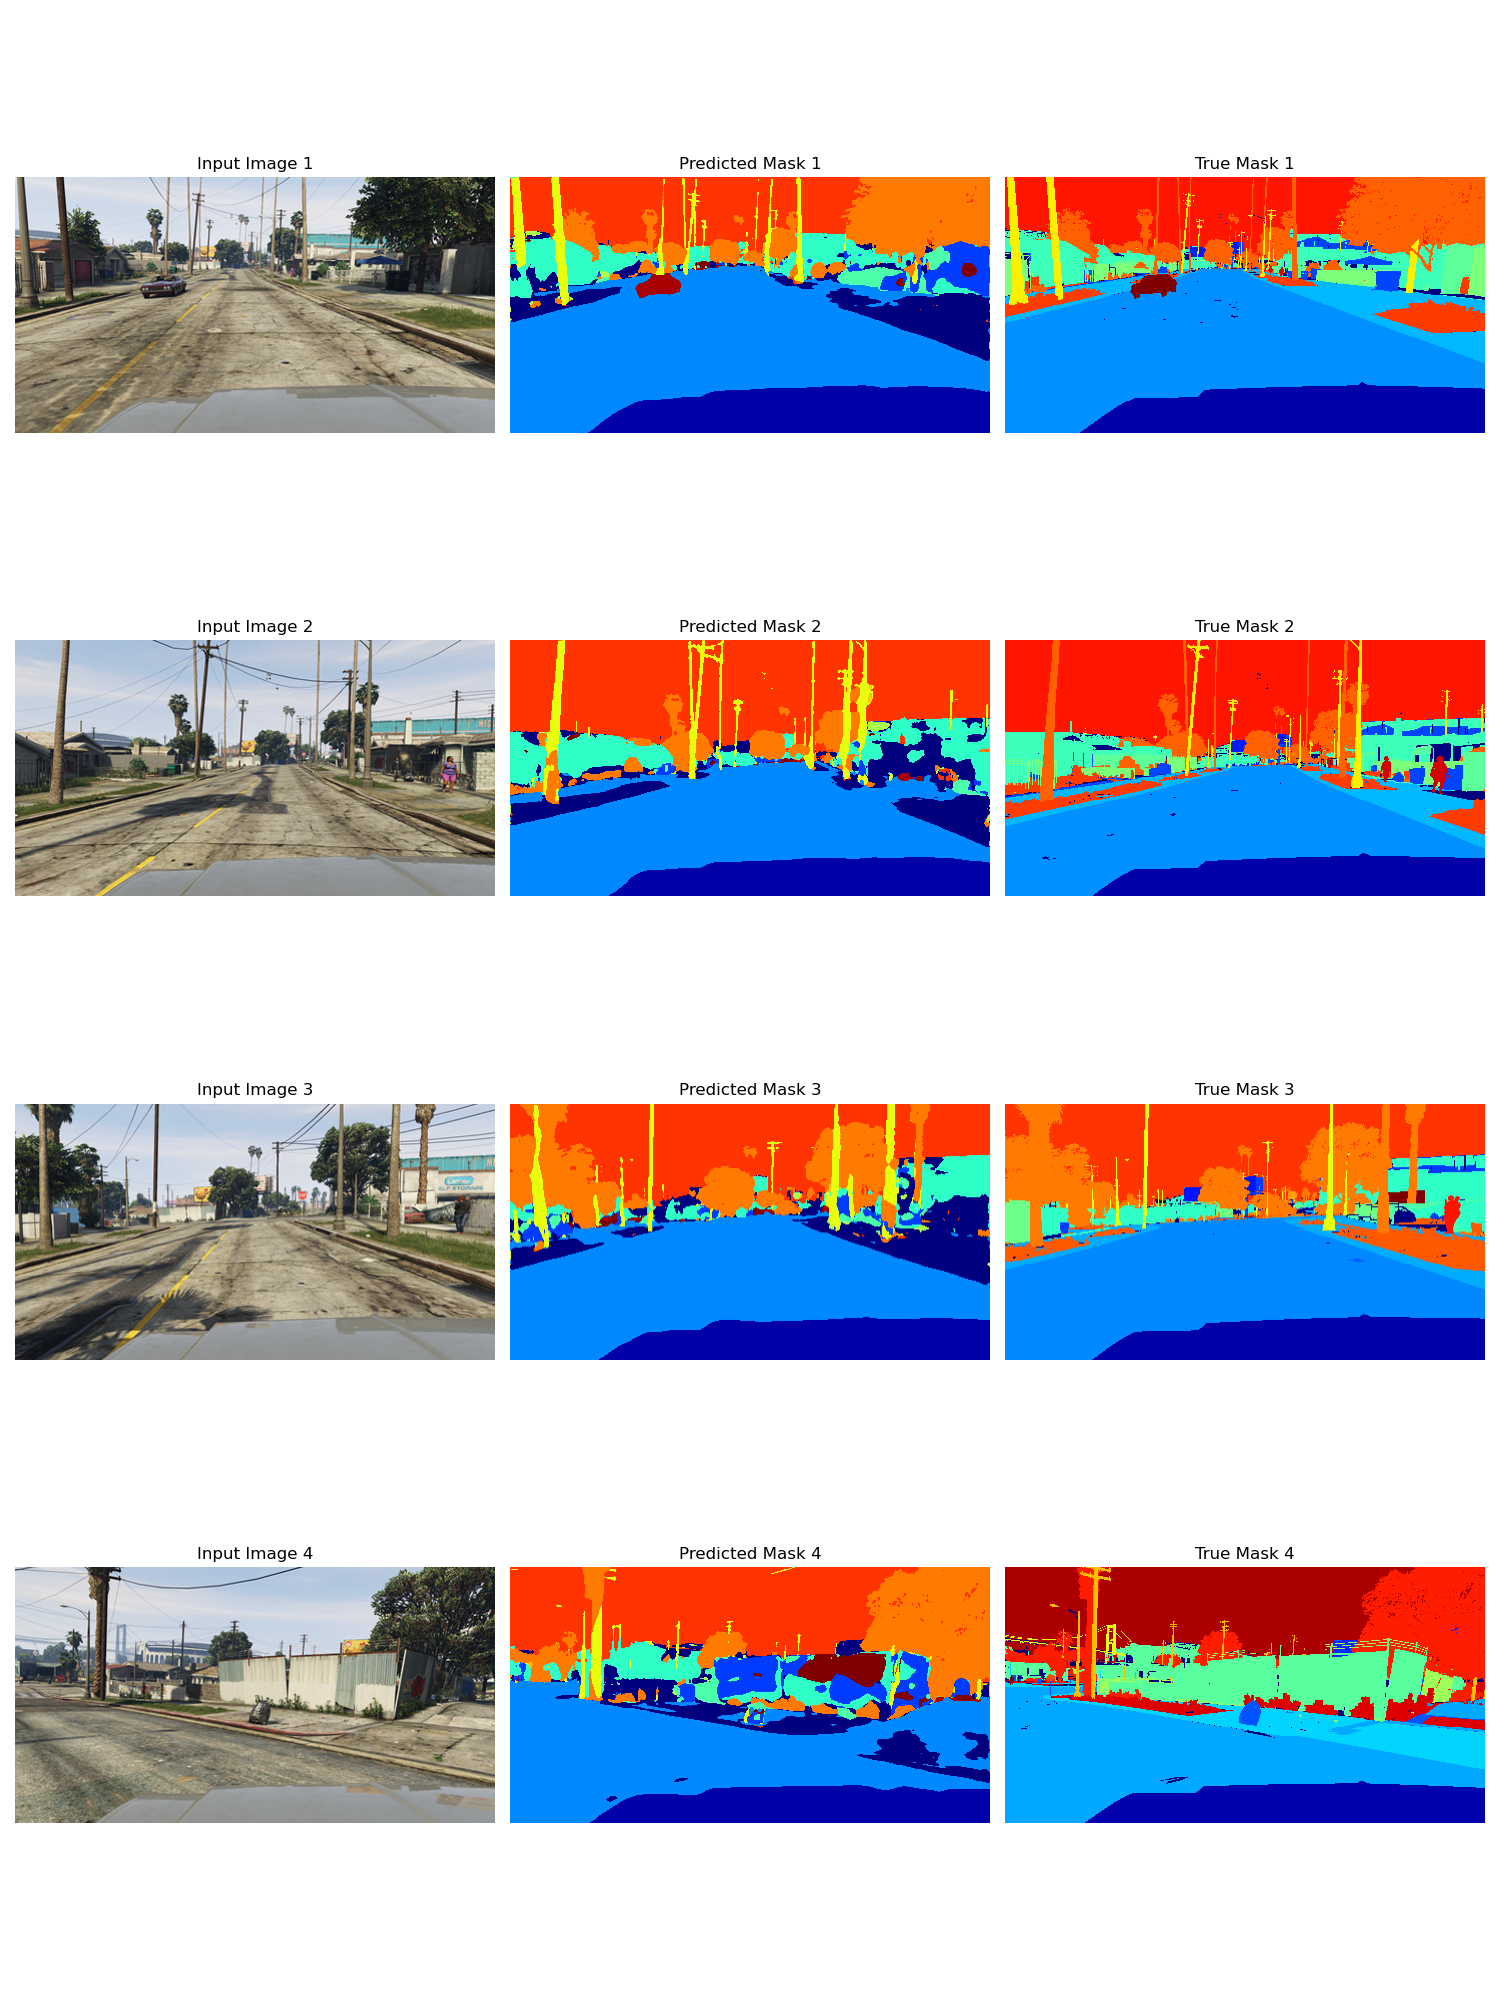 Input Image 1
Predicted Mask 1
True Mask 1
Input Image 2
Predicted Mask 2
True Mask 2
Input Image 3
Predicted Mask 3
True Mask 3
Input Image 4
Predicted Mask 4
True Mask 4